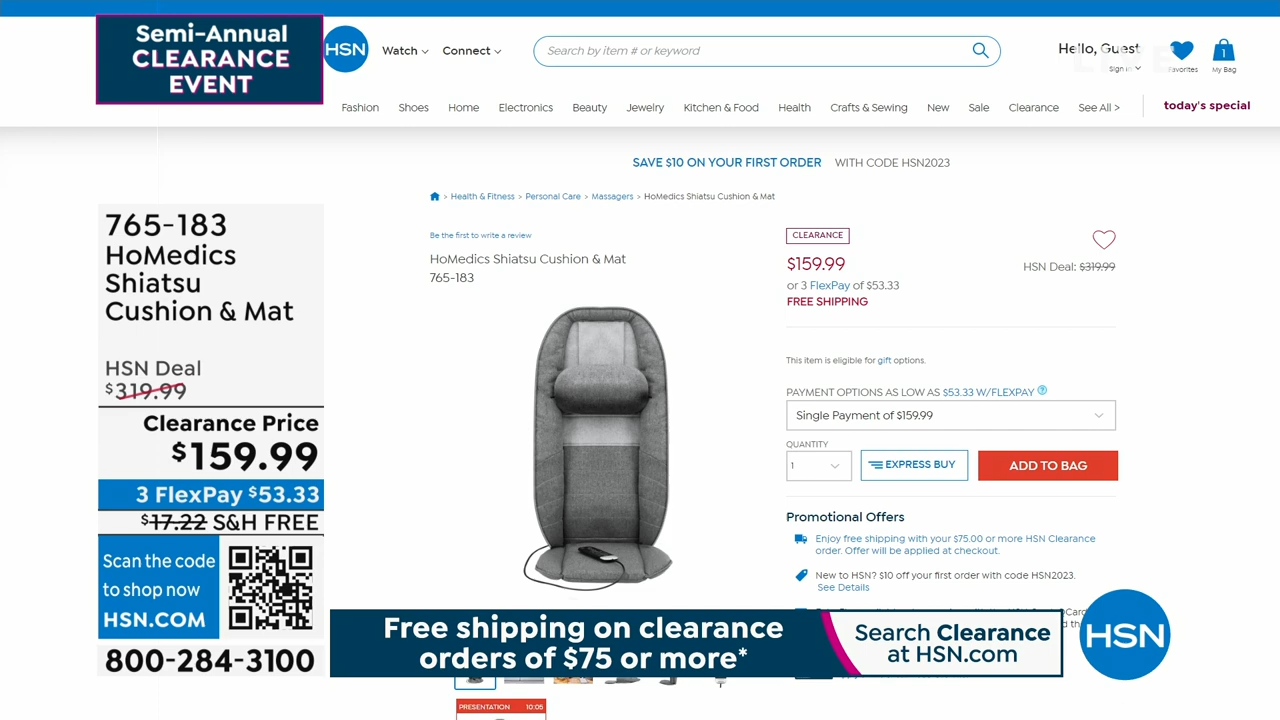 Semi-Annual
CLEARANCE
EVENT
HSN
Watch
Connect
Search by item # or keyword
Hello, Guest
Sign in
Favorites
1
My Bag
Fashion
Shoes
Home
Electronics
Beauty
Jewelry
Kitchen & Food
Health
Crafts & Sewing
New
Sale
Clearance
See All >
today's special
SAVE $10 ON YOUR FIRST ORDER WITH CODE HSN2023
> Health & Fitness > Personal Care > Massagers > HoMedics Shiatsu Cushion & Mat
765-183
HoMedics
Shiatsu
Cushion & Mat
HSN Deal
$319.99
Clearance Price
$159.99
3 FlexPay $53.33
$17.22 S&H FREE
Scan the code
to shop now
HSN.COM
800-284-3100
Be the first to write a review
HoMedics Shiatsu Cushion & Mat
765-183
CLEARANCE
$159.99
HSN Deal: $319.99
or 3 FlexPay of $53.33
FREE SHIPPING
This item is eligible for gift options.
PAYMENT OPTIONS AS LOW AS $53.33 W/FLEXPAY ?
Single Payment of $159.99
QUANTITY
1
EXPRESS BUY
ADD TO BAG
Promotional Offers
Enjoy free shipping with your $75.00 or more HSN Clearance
order. Offer will be applied at checkout.
New to HSN? $10 off your first order with code HSN2023.
See Details
Free shipping on clearance
orders of $75 or more*
Search Clearance
at HSN.com
HSN
PRESENTATION 10:05